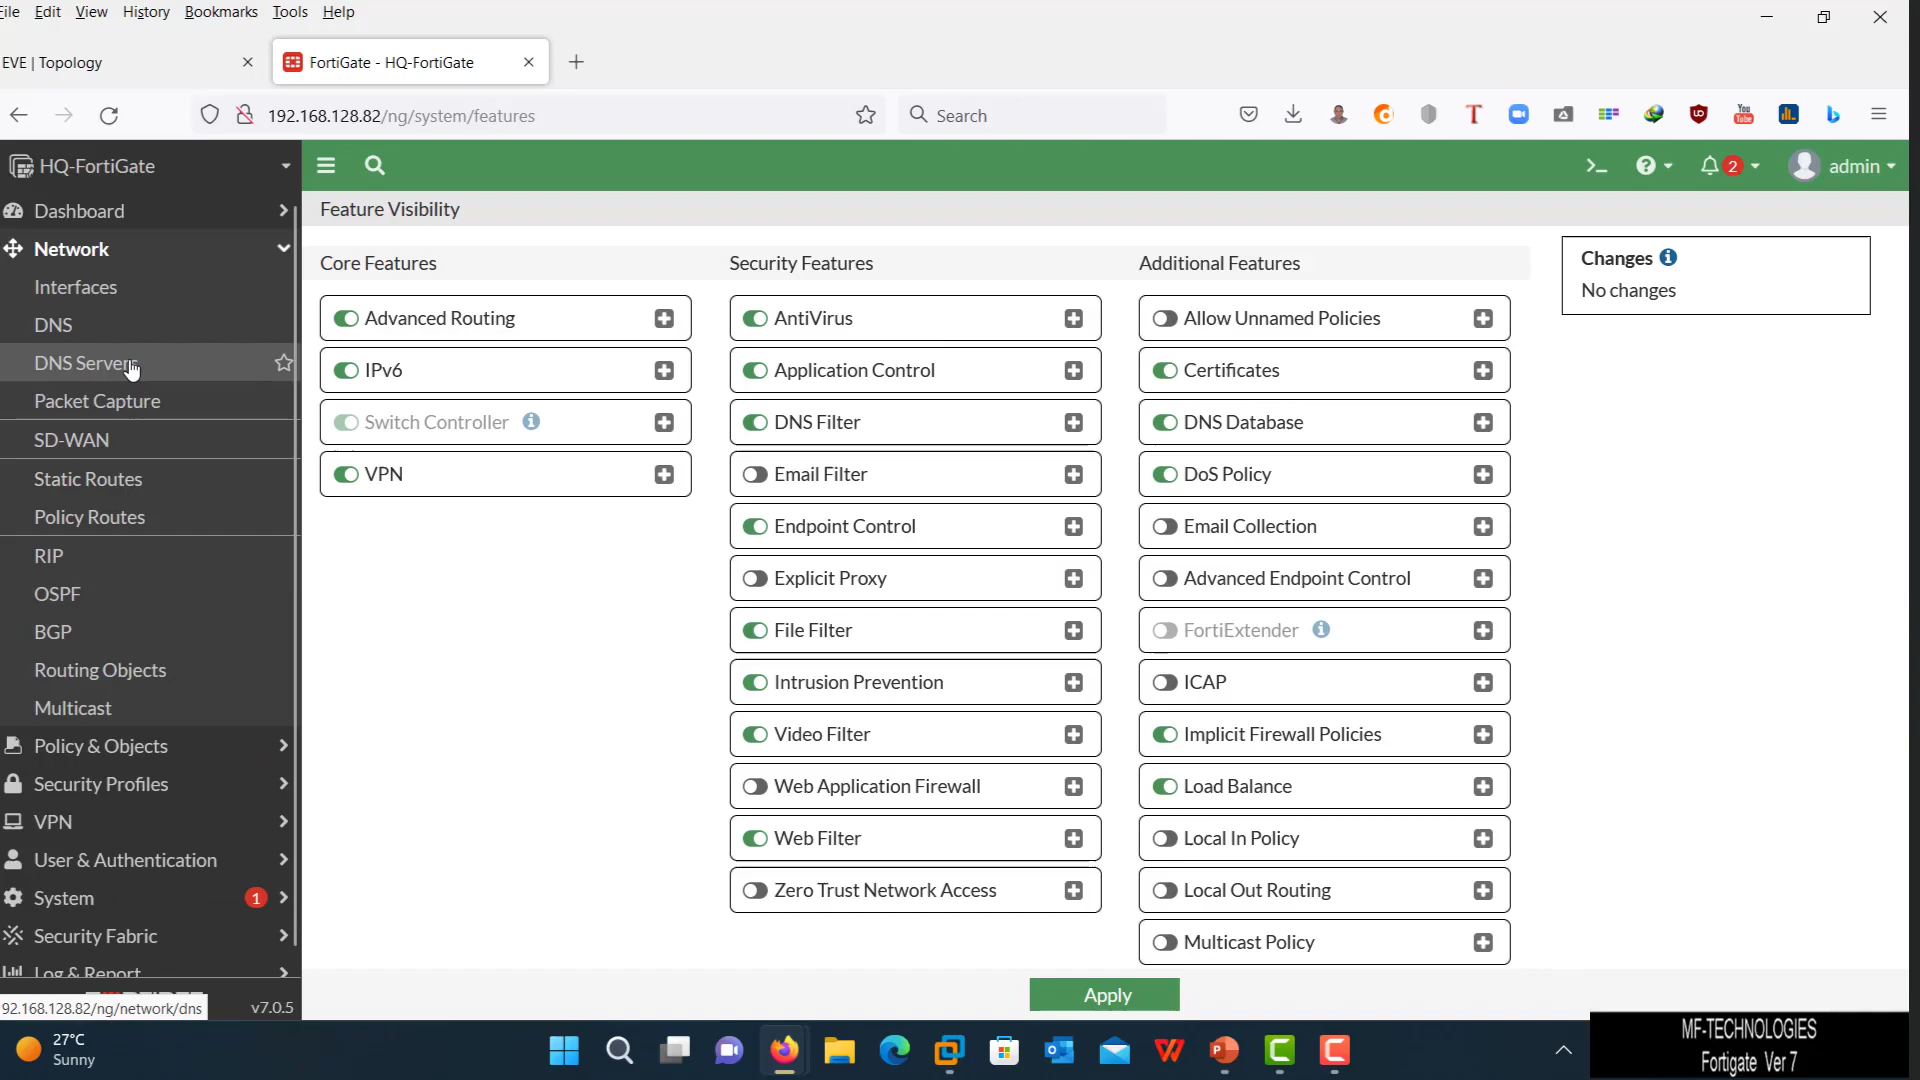 File Edit View History Bookmarks Tools Help
EVE | Topology
FortiGate - HQ-FortiGate
192.168.128.82/ng/system/features
Search
HQ-FortiGate
2
admin
Dashboard
Network
Interfaces
DNS
DNS Servers
Packet Capture
SD-WAN
Static Routes
Policy Routes
RIP
OSPF
BGP
Routing Objects
Multicast
Policy & Objects
Security Profiles
VPN
User & Authentication
System 1
Security Fabric
Log & Report
92.168.128.82/ng/network/dns
v7.0.5
Feature Visibility
Core Features
Advanced Routing
IPv6
Switch Controller
VPN
Security Features
AntiVirus
Application Control
DNS Filter
Email Filter
Endpoint Control
Explicit Proxy
File Filter
Intrusion Prevention
Video Filter
Web Application Firewall
Web Filter
Zero Trust Network Access
Additional Features
Allow Unnamed Policies
Certificates
DNS Database
DoS Policy
Email Collection
Advanced Endpoint Control
FortiExtender
ICAP
Implicit Firewall Policies
Load Balance
Local In Policy
Local Out Routing
Multicast Policy
Changes
No changes
Apply
27°C
Sunny
MF-TECHNOLOGIES
Fortigate Ver 7